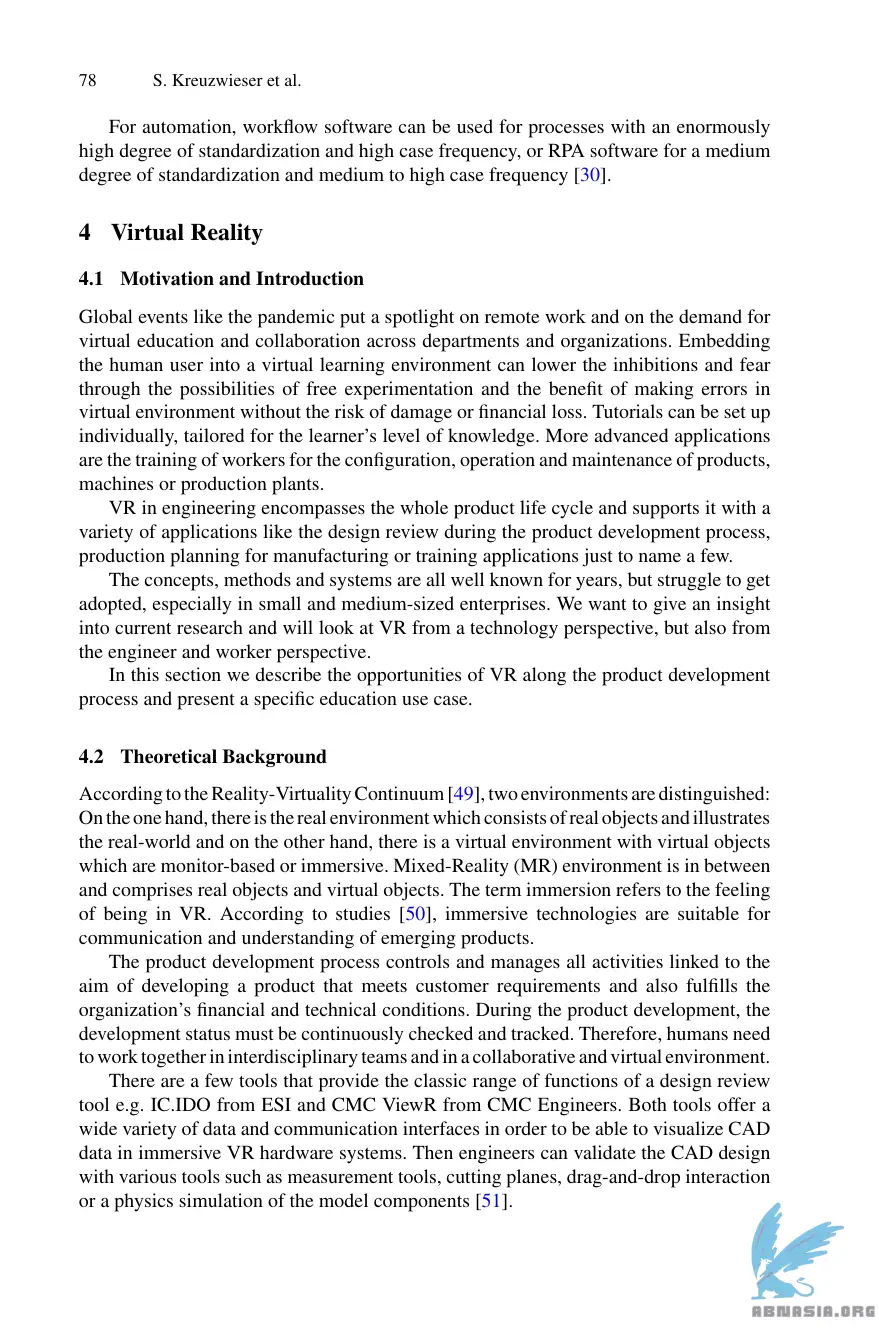 78 S. Kreuzwieser et al.
For automation, workflow software can be used for processes with an enormously
high degree of standardization and high case frequency, or RPA software for a medium
degree of standardization and medium to high case frequency [30].
4 Virtual Reality
4.1 Motivation and Introduction
Global events like the pandemic put a spotlight on remote work and on the demand for
virtual education and collaboration across departments and organizations. Embedding
the human user into a virtual learning environment can lower the inhibitions and fear
through the possibilities of free experimentation and the benefit of making errors in
virtual environment without the risk of damage or financial loss. Tutorials can be set up
individually, tailored for the learner's level of knowledge. More advanced applications
are the training of workers for the configuration, operation and maintenance of products,
machines or production plants.
VR in engineering encompasses the whole product life cycle and supports it with a
variety of applications like the design review during the product development process,
production planning for manufacturing or training applications just to name a few.
The concepts, methods and systems are all well known for years, but struggle to get
adopted, especially in small and medium-sized enterprises. We want to give an insight
into current research and will look at VR from a technology perspective, but also from
the engineer and worker perspective.
In this section we describe the opportunities of VR along the product development
process and present a specific education use case.
4.2 Theoretical Background
According to the Reality-Virtuality Continuum [49], two environments are distinguished:
On the one hand, there is the real environment which consists of real objects and illustrates
the real-world and on the other hand, there is a virtual environment with virtual objects
which are monitor-based or immersive. Mixed-Reality (MR) environment is in between
and comprises real objects and virtual objects. The term immersion refers to the feeling
of being in VR. According to studies [50], immersive technologies are suitable for
communication and understanding of emerging products.
The product development process controls and manages all activities linked to the
aim of developing a product that meets customer requirements and also fulfills the
organization's financial and technical conditions. During the product development, the
development status must be continuously checked and tracked. Therefore, humans need
to work together in interdisciplinary teams and in a collaborative and virtual environment.
There are a few tools that provide the classic range of functions of a design review
tool e.g. IC.IDO from ESI and CMC ViewR from CMC Engineers. Both tools offer a
wide variety of data and communication interfaces in order to be able to visualize CAD
data in immersive VR hardware systems. Then engineers can validate the CAD design
with various tools such as measurement tools, cutting planes, drag-and-drop interaction
or a physics simulation of the model components [51].
ABNASIA.ORG